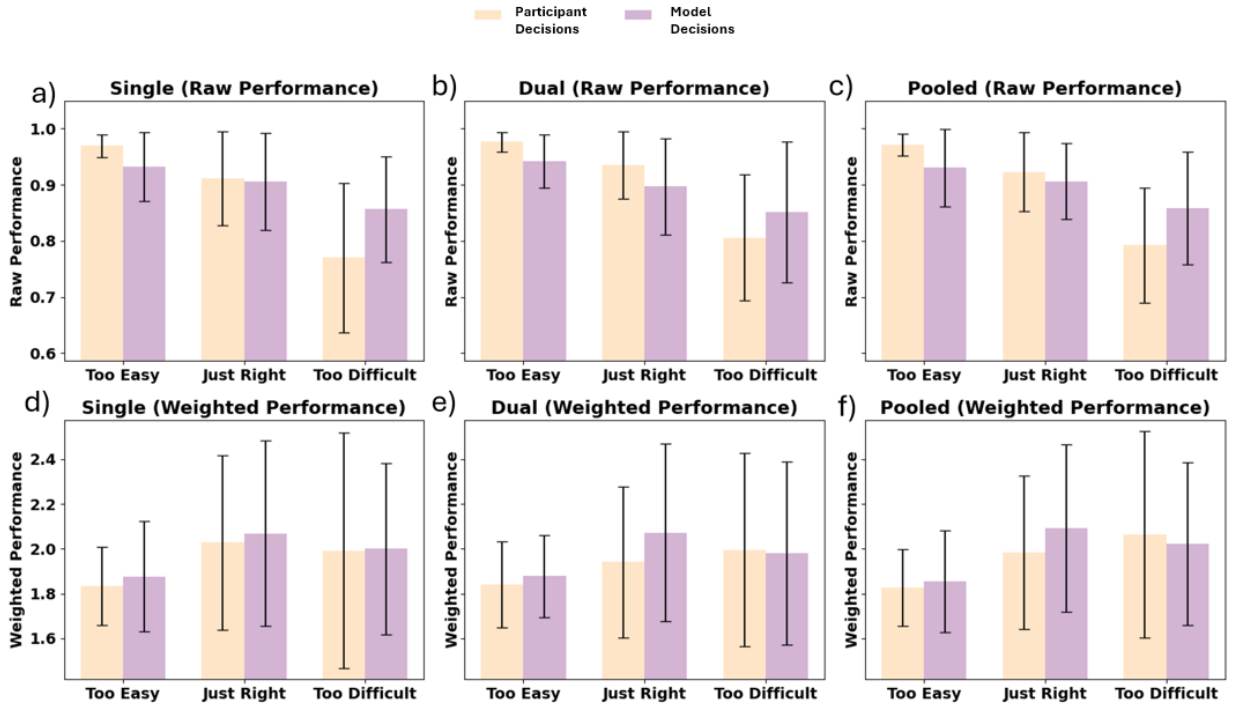 Participant Decisions
Model Decisions
a)
Single (Raw Performance)
Raw Performance
1.0
0.9
0.8
0.7
0.6
Too Easy
Just Right
Too Difficult
b)
Dual (Raw Performance)
Raw Performance
Too Easy
Just Right
Too Difficult
c)
Pooled (Raw Performance)
Raw Performance
Too Easy
Just Right
Too Difficult
d)
Single (Weighted Performance)
Weighted Performance
2.4
2.2
2.0
1.8
1.6
Too Easy
Just Right
Too Difficult
e)
Dual (Weighted Performance)
Weighted Performance
Too Easy
Just Right
Too Difficult
f)
Pooled (Weighted Performance)
Weighted Performance
Too Easy
Just Right
Too Difficult